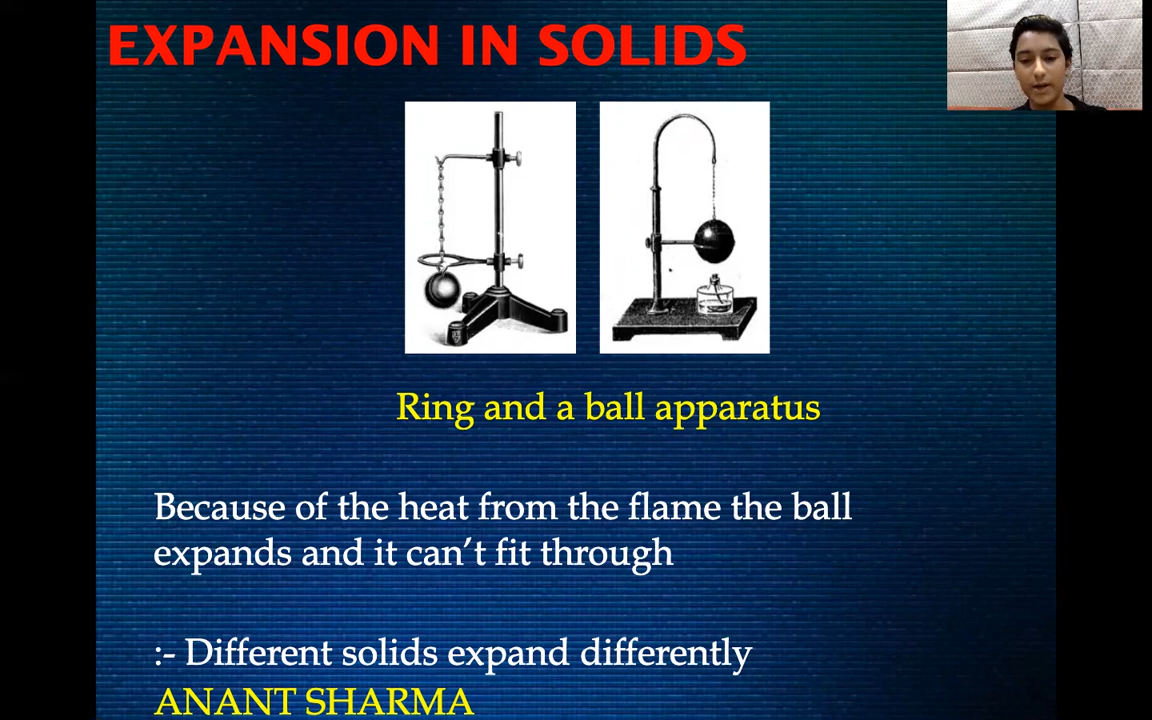 EXPANSION IN SOLIDS
Ring and a ball apparatus
Because of the heat from the flame the ball
expands and it can’t fit through
:- Different solids expand differently
ANANT SHARMA